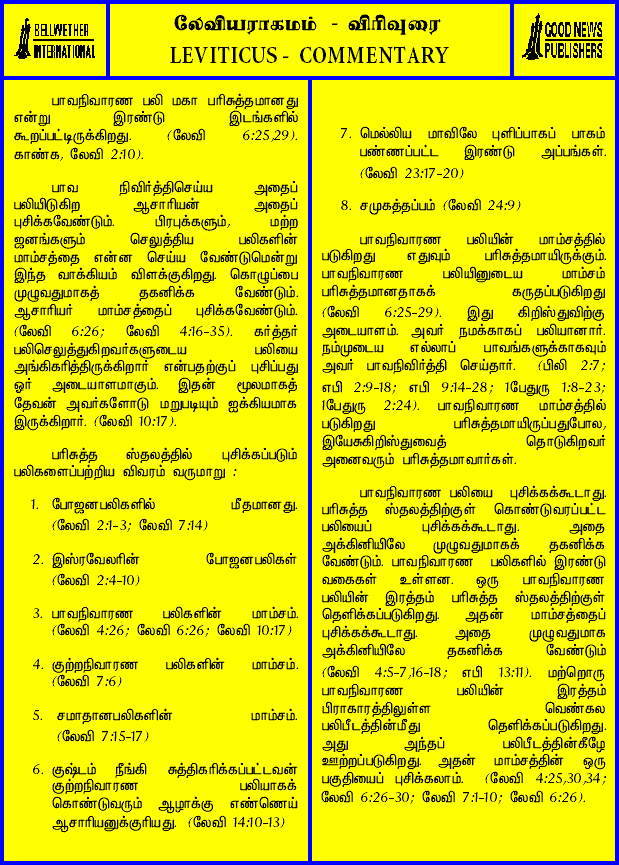 BELLWETHER
INTERNATIONAL
லேவியராகமம் - விரிவுரை
LEVITICUS - COMMENTARY
GOOD NEWS
PUBLISHERS
பாவநிவாரண பலி மகா பரிசுத்தமானது
என்று இரண்டு இடங்களில்
கூறப்பட்டிருக்கிறது. (லேவி 6:25,29).
காண்க, லேவி 2:10).
பாவ நிவிர்த்திசெய்ய அதைப்
பலியிடுகிற ஆசாரியன் அதைப்
புசிக்கவேண்டும். பிரபுக்களும், மற்ற
ஜனங்களும் செலுத்திய பலிகளின்
மாம்சத்தை என்ன செய்ய வேண்டுமென்று
இந்த வாக்கியம் விளக்குகிறது. கொழுப்பை
முழுவதுமாகத் தகனிக்க வேண்டும்.
ஆசாரியர் மாம்சத்தைப் புசிக்கவேண்டும்.
(லேவி 6:26; லேவி 4:16-35). கர்த்தர்
பலிசெலுத்துகிறவர்களுடைய பலியை
அங்கிகரித்திருக்கிறார் என்பதற்குப் புசிப்பது
ஓர் அடையாளமாகும். இதன் மூலமாகத்
தேவன் அவர்களோடு மறுபடியும் ஐக்கியமாக
இருக்கிறார். (லேவி 10:17).
பரிசுத்த ஸ்தலத்தில் புசிக்கப்படும்
பலிகளைப்பற்றிய விவரம் வருமாறு :
1. போஜனபலிகளில் மீதமானது.
(லேவி 2:1-3; லேவி 7:14)
2. இஸ்ரவேலரின் போஜனபலிகள்
(லேவி 2:4-10)
3. பாவநிவாரண பலிகளின் மாம்சம்.
(லேவி 4:26; லேவி 6:26; லேவி 10:17)
4. குற்றநிவாரண பலிகளின் மாம்சம்.
(லேவி 7:6)
5. சமாதானபலிகளின் மாம்சம்.
(லேவி 7:15-17)
6. குஷ்டம் நீங்கி சுத்திகரிக்கப்பட்டவன்
குற்றநிவாரண பலியாகக்
கொண்டுவரும் ஆழாக்கு எண்ணெய்
ஆசாரியனுக்குரியது. (லேவி 14:10-13)
7. மெல்லிய மாவிலே புளிப்பாகப் பாகம்
பண்ணப்பட்ட இரண்டு அப்பங்கள்.
(லேவி 23:17-20)
8. சமுகத்தப்பம் (லேவி 24:9)
பாவநிவாரண பலியின் மாம்சத்தில்
படுகிறது எதுவும் பரிசுத்தமாயிருக்கும்.
பாவநிவாரண பலியினுடைய மாம்சம்
பரிசுத்தமானதாகக் கருதப்படுகிறது
(லேவி 6:25-29). இது கிறிஸ்துவிற்கு
அடையாளம். அவர் நமக்காகப் பலியானார்.
நம்முடைய எல்லாப் பாவங்களுக்காகவும்
அவர் பாவநிவிர்த்தி செய்தார். (பிலி 2:7;
எபி 2:9-18; எபி 9:14-28; 1பேதுரு 1:8-23;
1பேதுரு 2:24). பாவநிவாரண மாம்சத்தில்
படுகிறது பரிசுத்தமாயிருப்பதுபோல,
இயேசுகிறிஸ்துவைத் தொடுகிறவர்
அனைவரும் பரிசுத்தமாவார்கள்.
பாவநிவாரண பலியை புசிக்கக்கூடாது.
பரிசுத்த ஸ்தலத்திற்குள் கொண்டுவரப்பட்ட
பலியைப் புசிக்கக்கூடாது. அதை
அக்கினியிலே முழுவதுமாகக் தகனிக்க
வேண்டும். பாவநிவாரண பலிகளில் இரண்டு
வகைகள் உள்ளன. ஒரு பாவநிவாரண
பலியின் இரத்தம் பரிசுத்த ஸ்தலத்திற்குள்
தெளிக்கப்படுகிறது. அதன் மாம்சத்தைப்
புசிக்கக்கூடாது. அதை முழுவதுமாக
அக்கினியிலே தகனிக்க வேண்டும்
(லேவி 4:5-7,16-18; எபி 13:11). மற்றொரு
பாவநிவாரண பலியின் இரத்தம்
பிராகாரத்திலுள்ள வெண்கல
பலிபீடத்தின்மீது தெளிக்கப்படுகிறது.
அது அந்தப் பலிபீடத்தின்கீழே
ஊற்றப்படுகிறது. அதன் மாம்சத்தின் ஒரு
பகுதியைப் புசிக்கலாம். (லேவி 4:25,30,34;
லேவி 6:26-30; லேவி 7:1-10; லேவி 6:26).